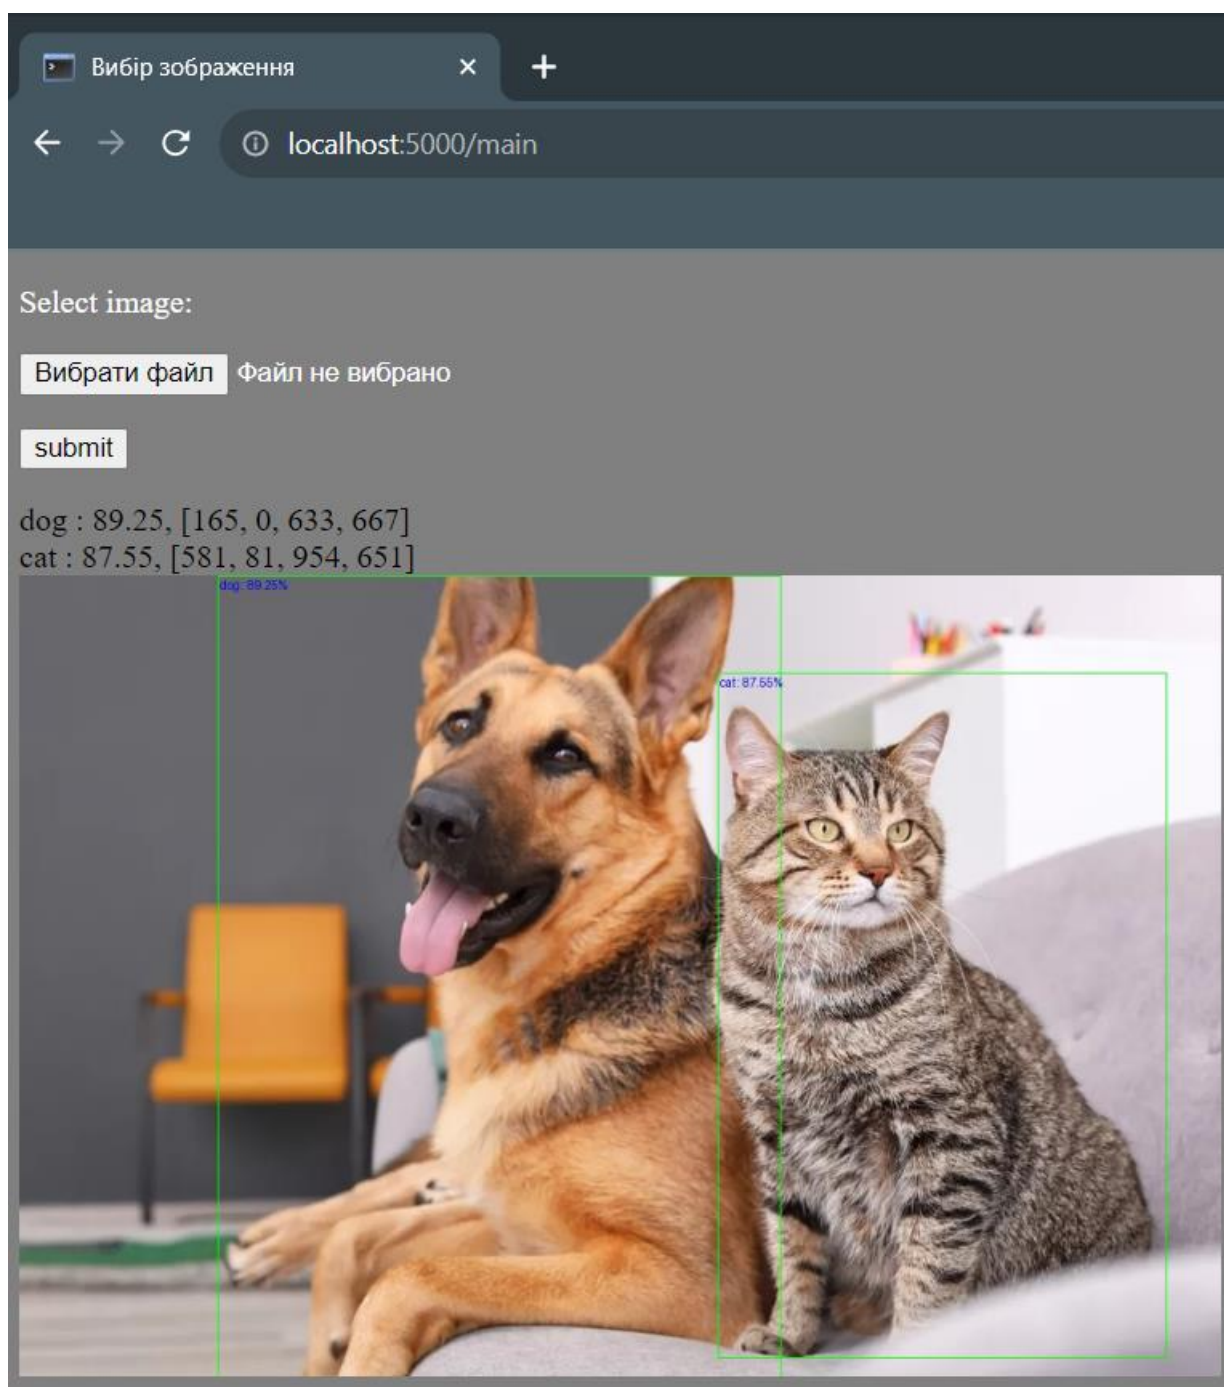 Вибір зображення
localhost:5000/main
Select image:
Вибрати файл Файл не вибрано
submit
dog : 89.25, [165, 0, 633, 667]
cat : 87.55, [581, 81, 954, 651]
dog: 89.25%
cat: 87.55%